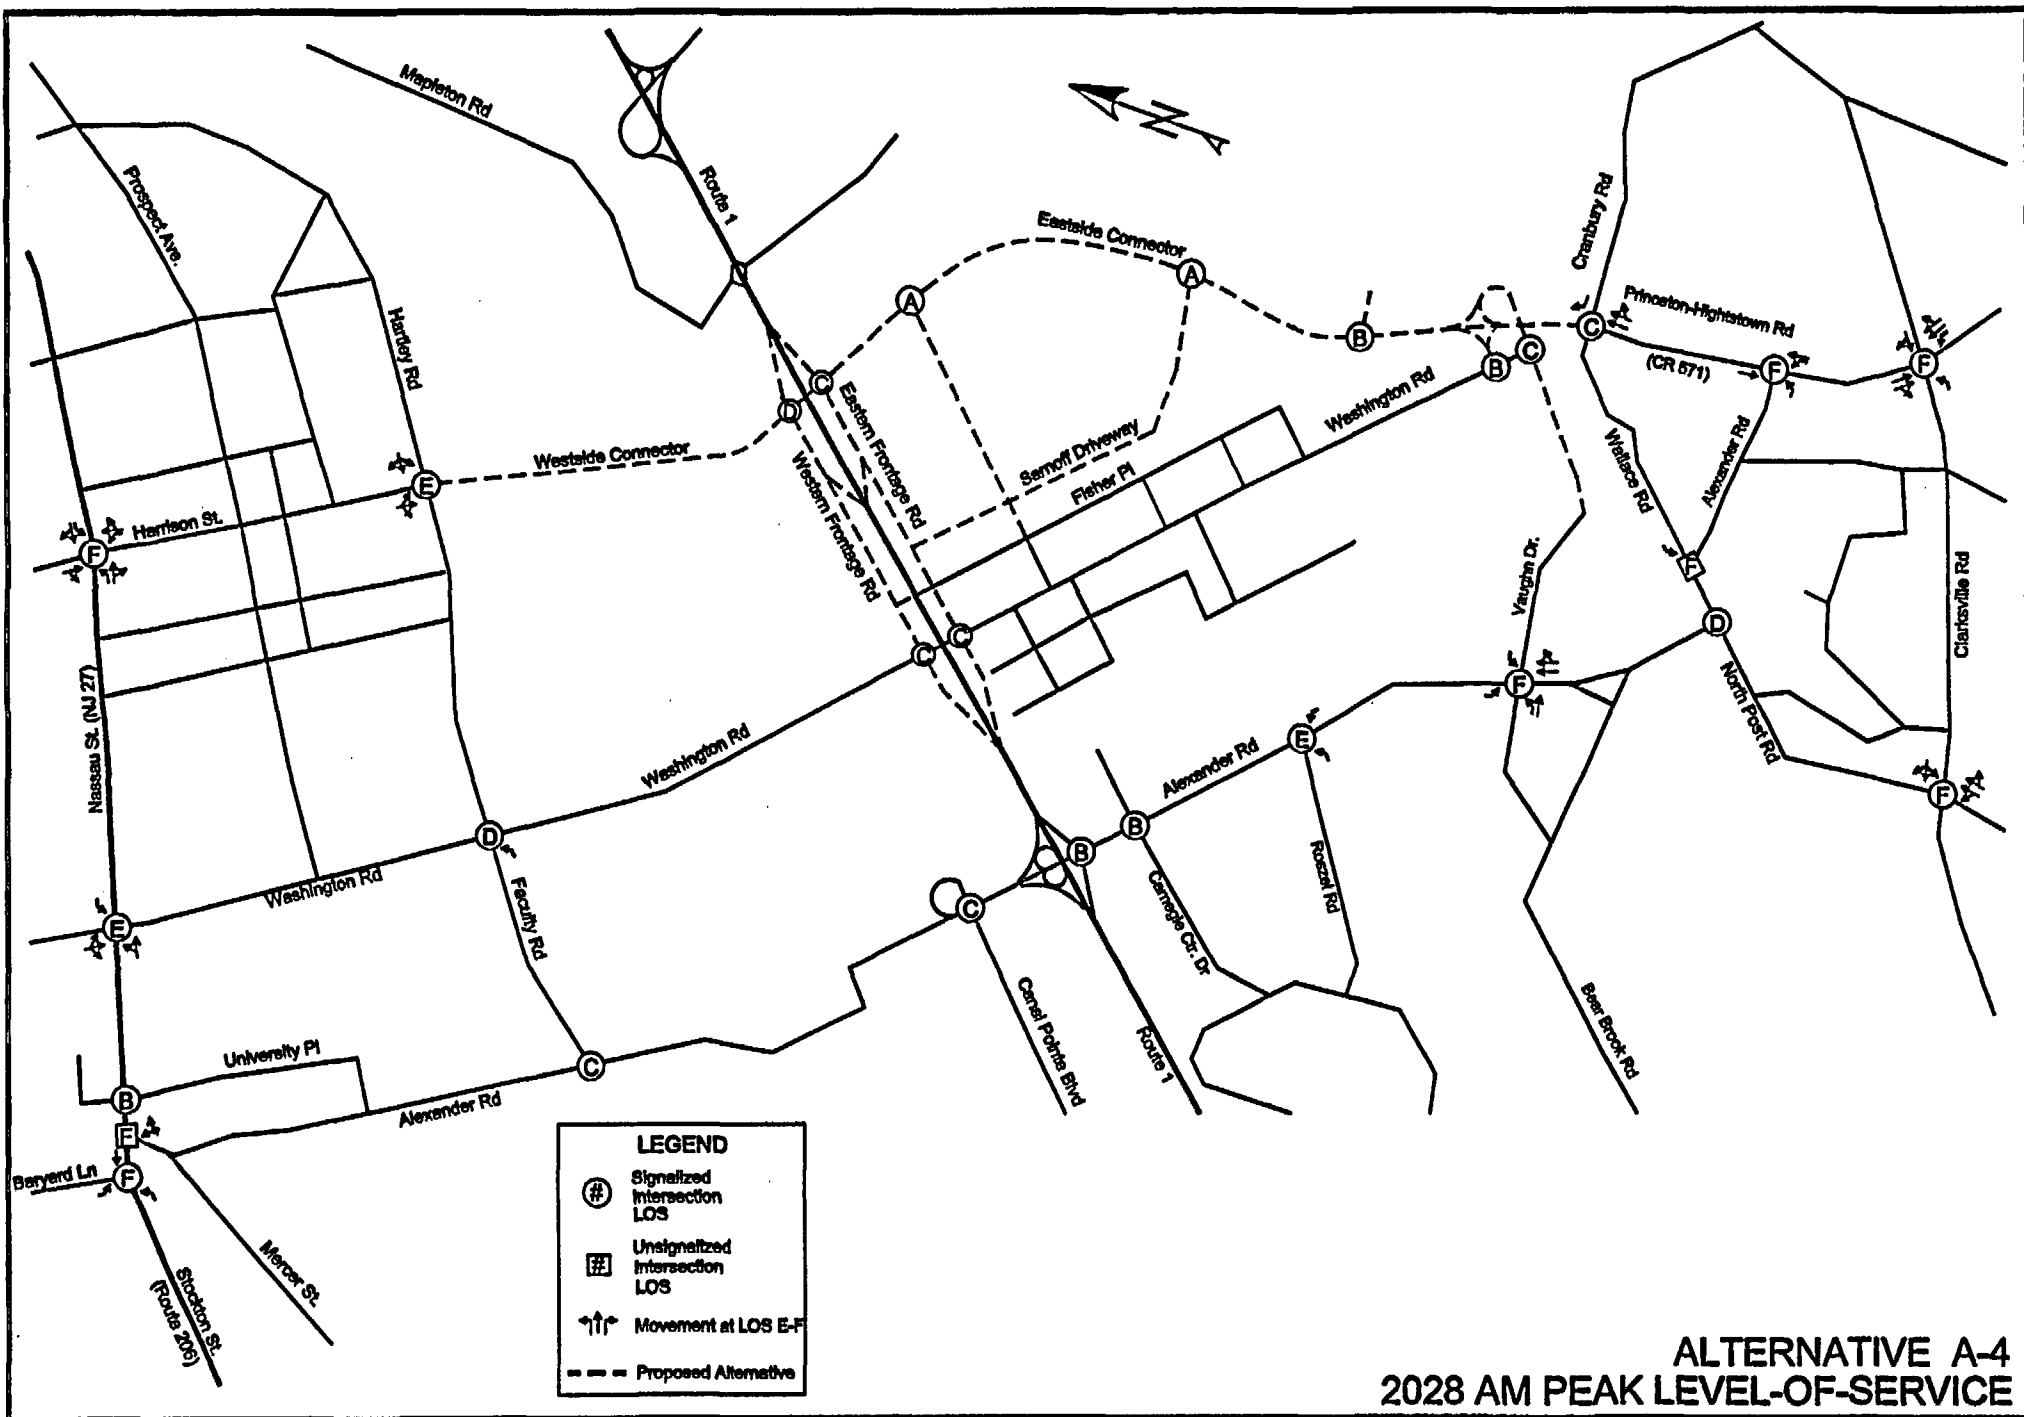 Mapleton Rd
Route 1
N
Prospect Ave.
Hartley Rd
Eastside Connector
Cranbury Rd
Princeton-Hightstown Rd
(CR 571)
A
A
B
C
C
B
F
F
C
D
Eastern Frontage Rd
Western Frontage Rd
Westside Connector
Washington Rd
Sarnoff Driveway
Fisher Pl
Wallace Rd
Alexander Rd
E
Harrison St.
F
Vaughn Dr.
F
Clarksville Rd
D
C
C
F
North Post Rd
Nassau St. (NJ 27)
Washington Rd
Alexander Rd
E
F
B
D
B
Roszel Rd
Washington Rd
Faculty Rd
Carnegie Ctr. Dr
E
C
Canal Pointe Blvd
Route 1
Bear Brook Rd
University Pl
C
B
Alexander Rd
F
Baryard Ln
F
Mercer St.
Stockton St.
(Route 206)
LEGEND
# Signalized
Intersection
LOS
# Unsignalized
Intersection
LOS
Movement at LOS E-F
Proposed Alternative
ALTERNATIVE A-4
2028 AM PEAK LEVEL-OF-SERVICE